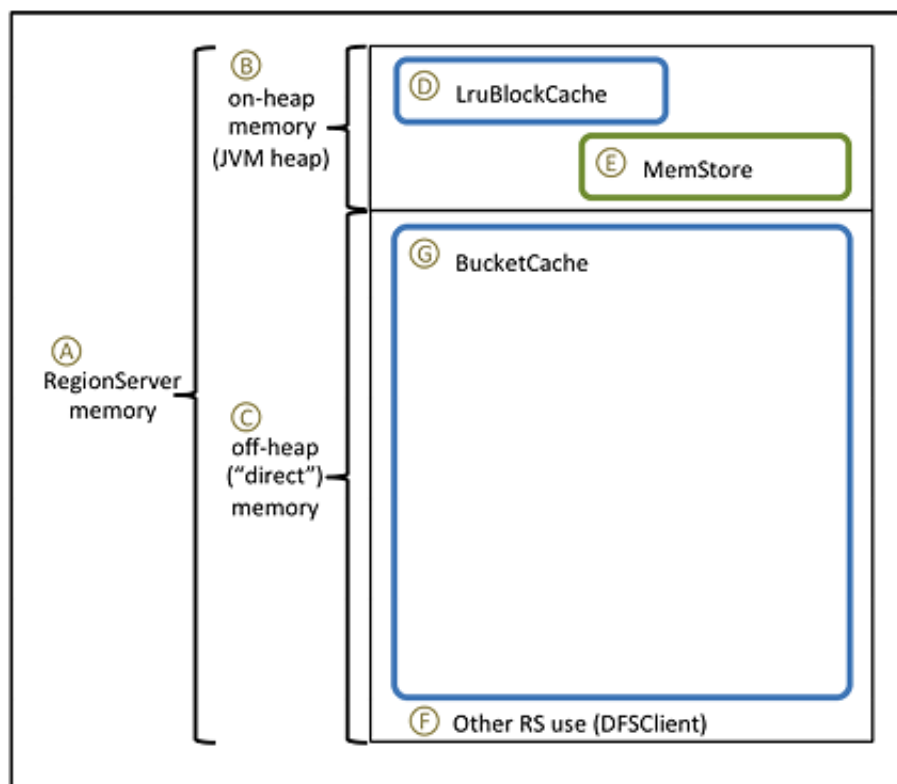 Ⓑ
on-heap
memory
(JVM heap)
Ⓓ LruBlockCache
Ⓔ MemStore
Ⓖ BucketCache
Ⓐ
RegionServer
memory
Ⓒ
off-heap
(“direct”)
memory
Ⓕ Other RS use (DFSClient)